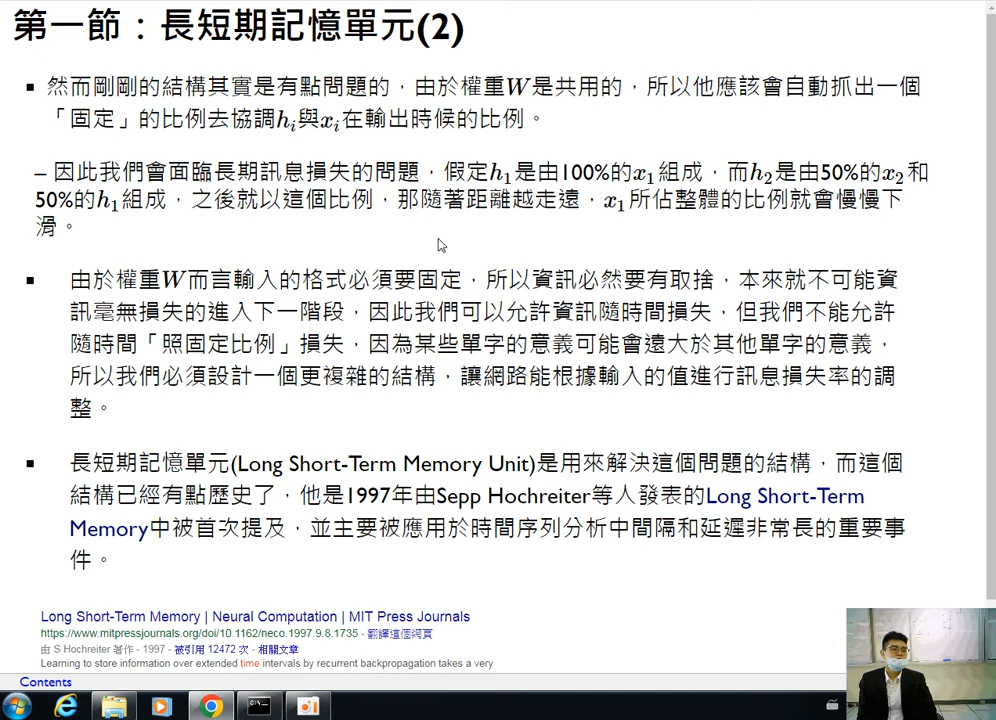 第一節：長短期記憶單元(2)
▪ 然而剛剛的結構其實是有點問題的，由於權重W是共用的，所以他應該會自動抓出一個
「固定」的比例去協調hᵢ與xᵢ在輸出時候的比例。
– 因此我們會面臨長期訊息損失的問題，假定h₁是由100%的x₁組成，而h₂是由50%的x₂和
50%的h₁組成，之後就以這個比例，那隨著距離越走遠，x₁所佔整體的比例就會慢慢下
滑。
▪ 由於權重W而言輸入的格式必須要固定，所以資訊必然要有取捨，本來就不可能資
訊毫無損失的進入下一階段，因此我們可以允許資訊隨時間損失，但我們不能允許
隨時間「照固定比例」損失，因為某些單字的意義可能會遠大於其他單字的意義，
所以我們必須設計一個更複雜的結構，讓網路能根據輸入的值進行訊息損失率的調
整。
▪ 長短期記憶單元(Long Short-Term Memory Unit)是用來解決這個問題的結構，而這個
結構已經有點歷史了，他是1997年由Sepp Hochreiter等人發表的Long Short-Term
Memory中被首次提及，並主要被應用於時間序列分析中間隔和延遲非常長的重要事
件。
Long Short-Term Memory | Neural Computation | MIT Press Journals
https://www.mitpressjournals.org/doi/10.1162/neco.1997.9.8.1735 - 翻譯這個網頁
由 S Hochreiter 著作 - 1997 - 被引用 12472 次 - 相關文章
Learning to store information over extended time intervals by recurrent backpropagation takes a very
Contents